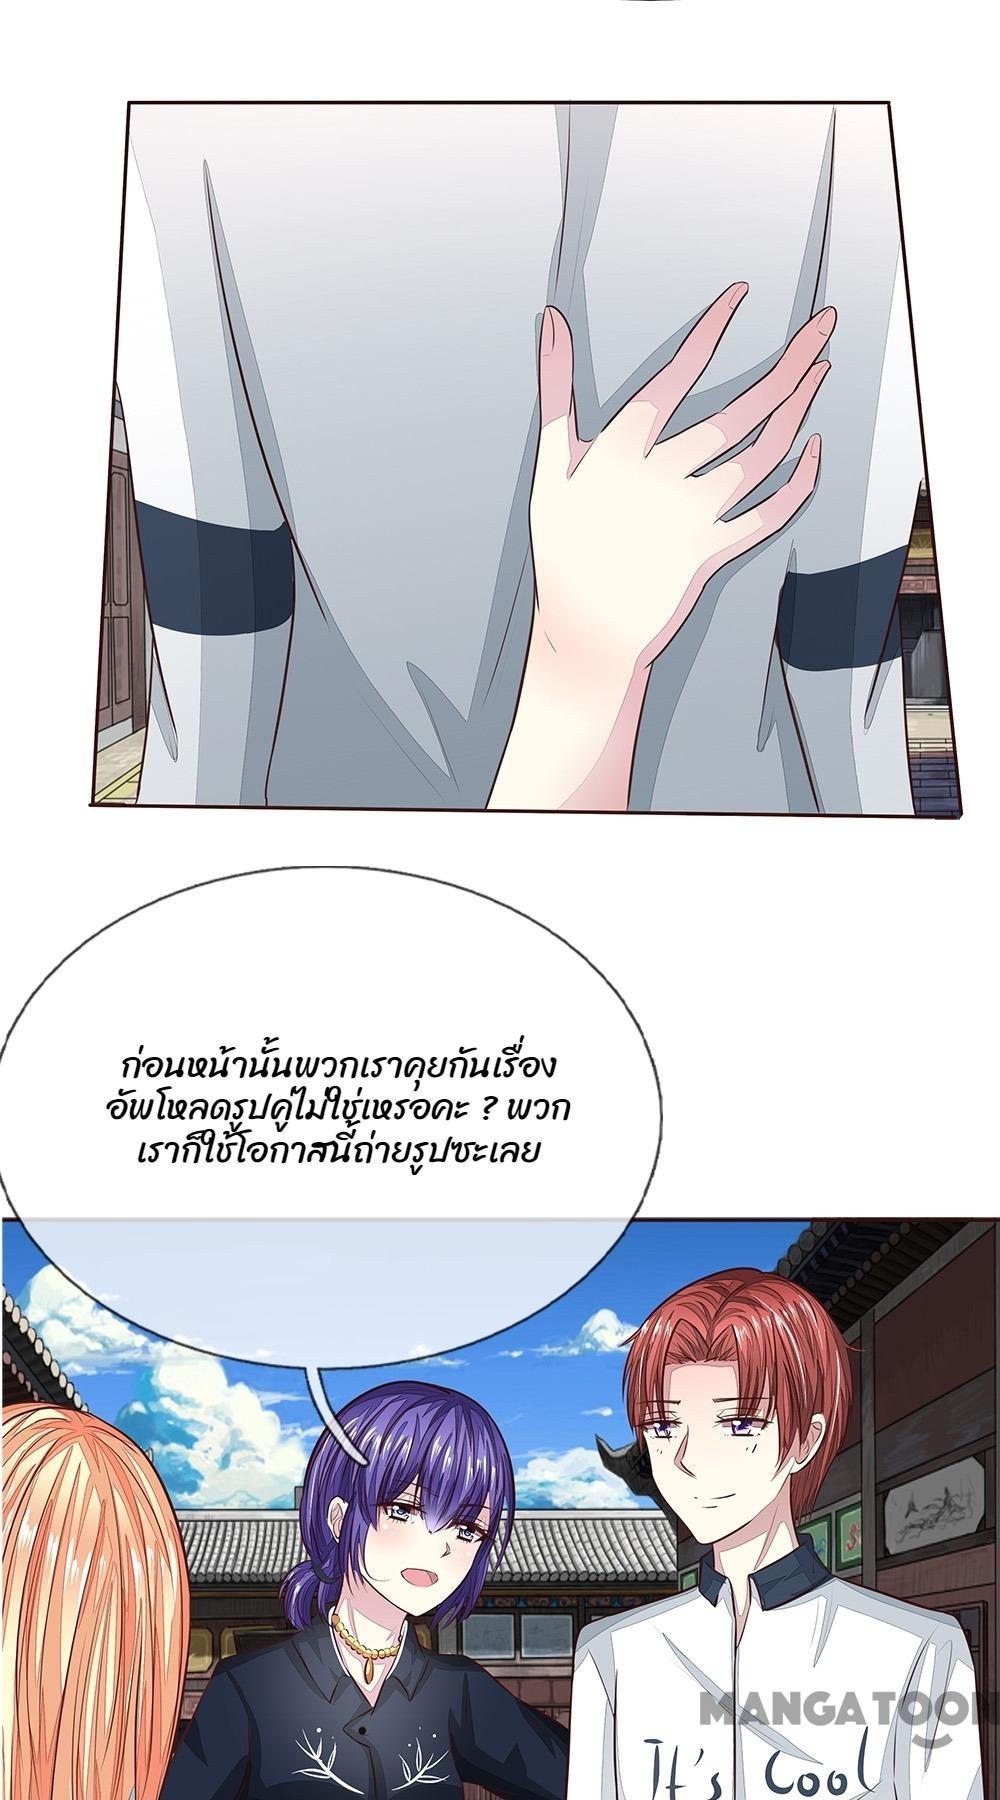 ก่อนหน้านั้นพวกเราคุยกันเรื่อง
อัพโหลดรูปคู่ไม่ใช่เหรอคะ ? พวก
เราก็ใช้โอกาสนี้ถ่ายรูปซะเลย
MANGATOON
It's Cool